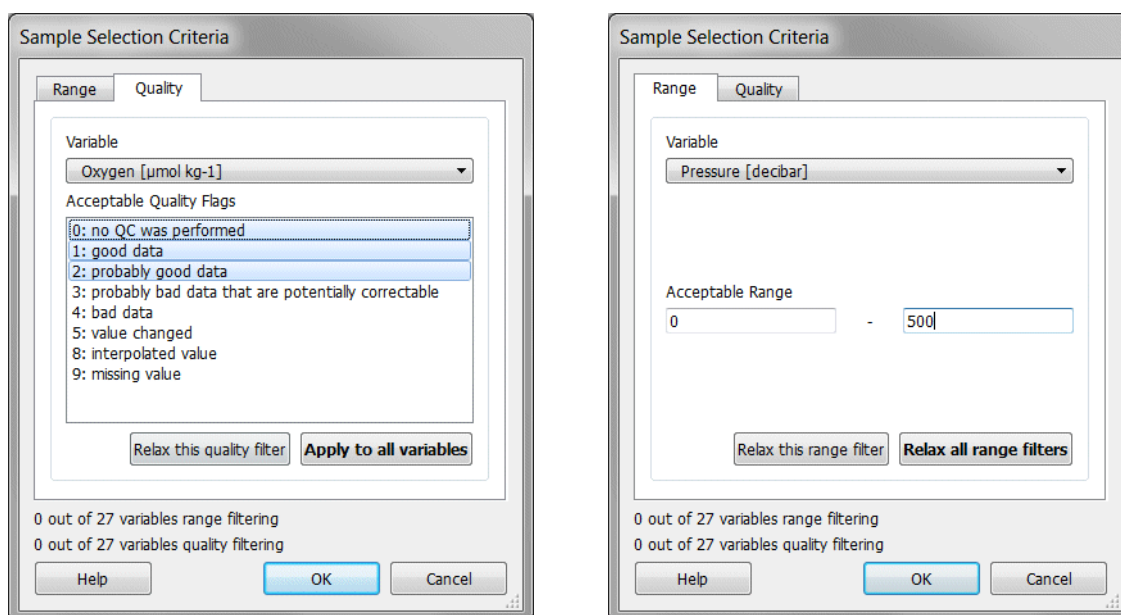 Sample Selection Criteria
Range Quality
Variable
Oxygen [µmol kg-1]
Acceptable Quality Flags
0: no QC was performed
1: good data
2: probably good data
3: probably bad data that are potentially correctable
4: bad data
5: value changed
8: interpolated value
9: missing value
Relax this quality filter Apply to all variables
0 out of 27 variables range filtering
0 out of 27 variables quality filtering
Help OK Cancel
Sample Selection Criteria
Range Quality
Variable
Pressure [decibar]
Acceptable Range
0 - 500
Relax this range filter Relax all range filters
0 out of 27 variables range filtering
0 out of 27 variables quality filtering
Help OK Cancel